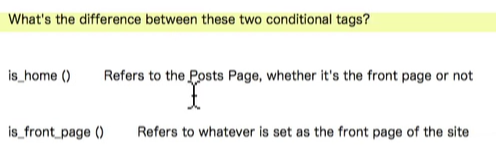 What's the difference between these two conditional tags?
is_home () Refers to the Posts Page, whether it's the front page or not
is_front_page () Refers to whatever is set as the front page of the site